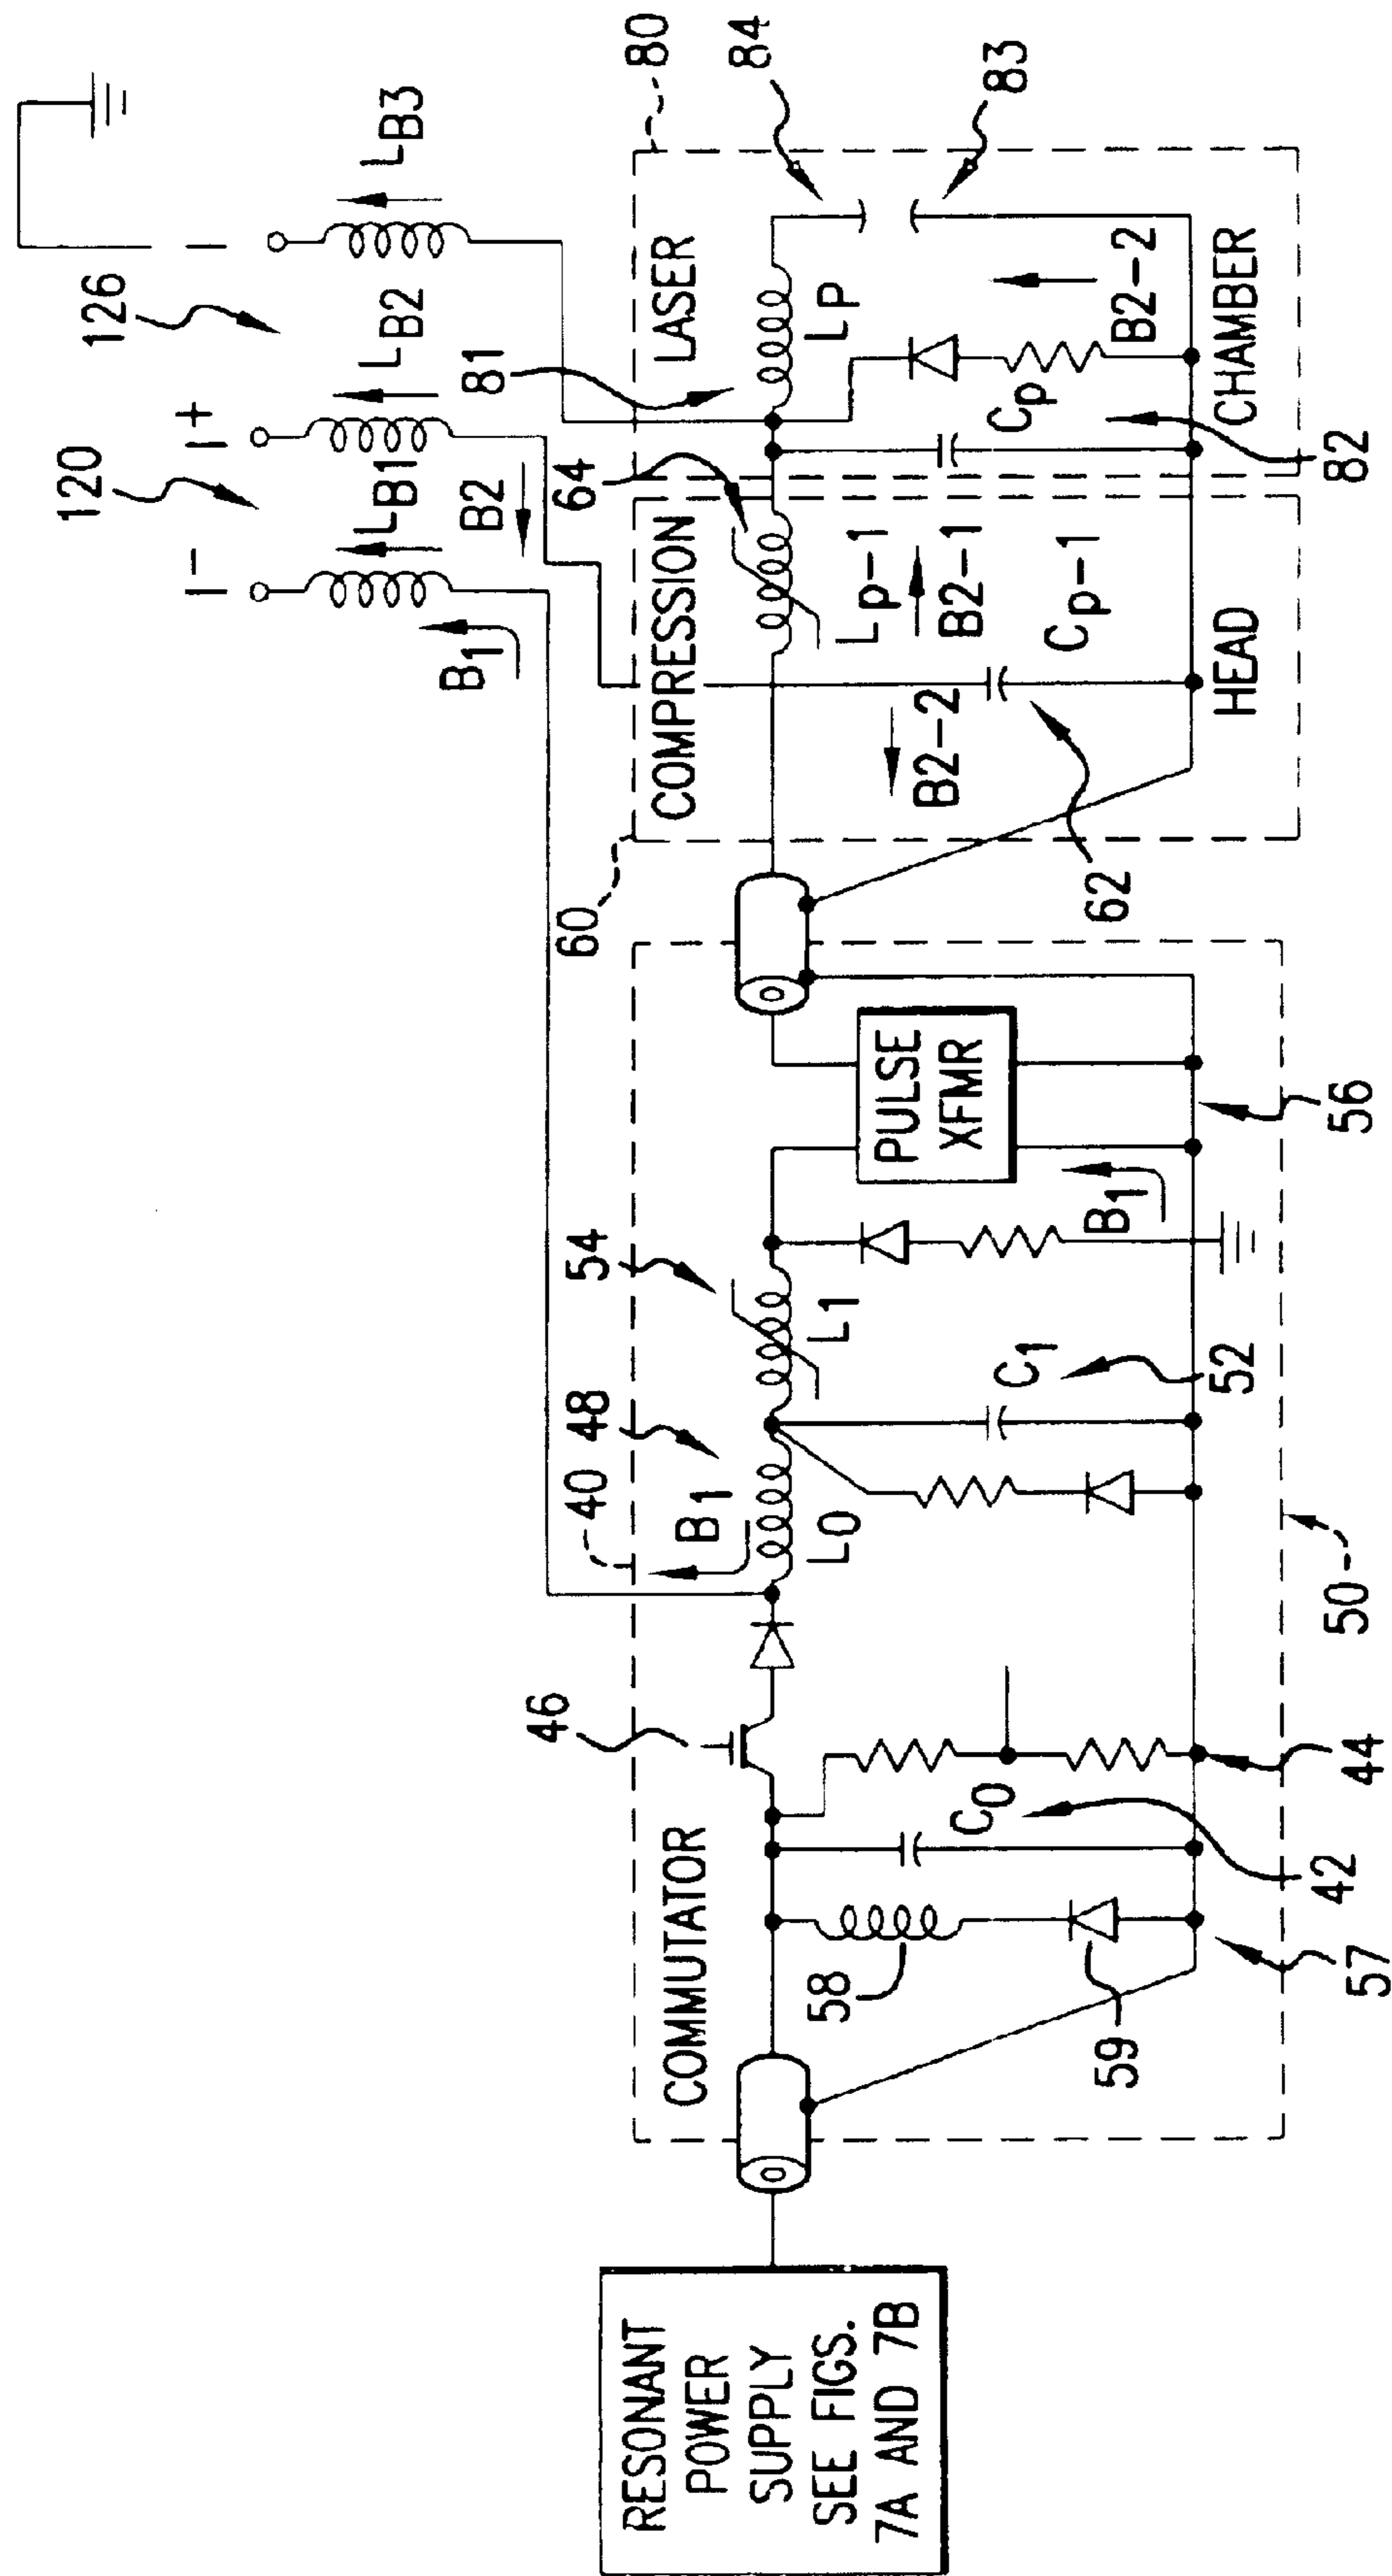 RESONANT
POWER
SUPPLY
SEE FIGS.
7A AND 7B
COMMUTATOR
58
59
57
42
C0
44
46
40
B1
48
L0
54
L1
C1
52
50
B1
PULSE
XFMR
56
60
COMPRESSION
64
Lp-1
B2-1
B2-2
Cp-1
62
HEAD
120
126
I-
I+
I
B1
LB1
B2
LB2
LB3
81
LASER
LP
80
84
83
Cp
B2-2
82
CHAMBER